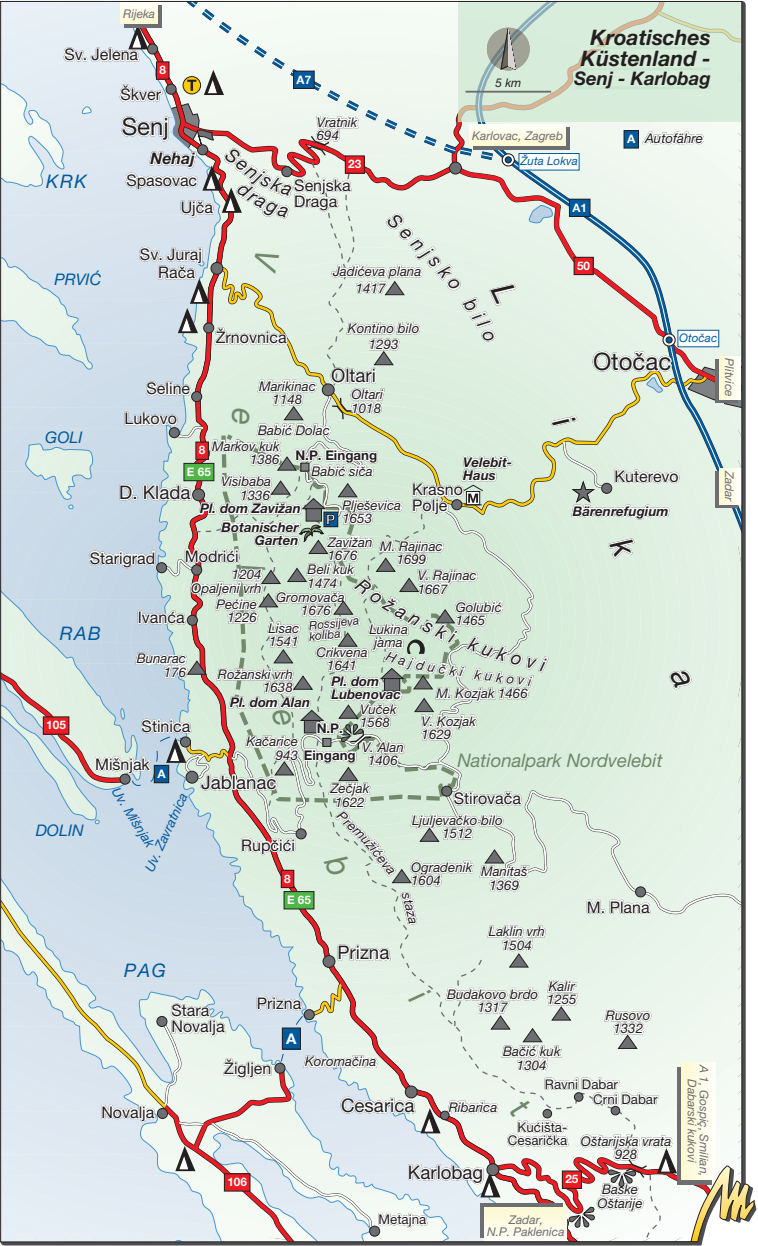 Rijeka
Sv. Jelena
8
T
Škver
Senj
Nehaj
Spasovac
Ujča
A7
Vratnik
694
23
Senjska
draga
Senjska
Draga
Kroatisches
Küstenland -
Senj - Karlobag
5 km
Karlovac, Zagreb
A
Autofähre
Žuta Lokva
A1
50
KRK
PRVIĆ
Sv. Juraj
Rača
Žrnovnica
Senjsko bilo
Jadićeva plana
1417
Kontino bilo
1293
Otočac
Otočac
Plitvice
Zadar
V e l e b i t
L i k a
Seline
Lukovo
GOLI
Oltari
Oltari
1018
Marikinac
1148
Babić Dolac
Markov kuk
1386
N.P. Eingang
Babić siča
8
E 65
D. Klada
Visibaba
1336
Pl. dom Zavižan
P
Plješevica
1653
Botanischer
Garten
Zavižan
1676
Krasno
Polje
Velebit-
Haus
M
Kuterevo
Bärenrefugium
Starigrad
Modrići
1204
Opaljeni vrh
Beli kuk
1474
M. Rajinac
1699
V. Rajinac
1667
Pećine
1226
Gromovača
1676
Golubić
1465
Rožanski kukovi
Ivanča
RAB
Lisac
1541
Rossijeva
koliba
Lukina
jama
Crikvena
1641
Hajdučki kukovi
Bunarac
176
Rožanski vrh
1638
Pl. dom
Lubenovac
M. Kozjak 1466
Pl. dom Alan
Vuček
1568
V. Kozjak
1629
105
Stinica
N.P.
Eingang
Kačarice
943
V. Alan
1406
Nationalpark Nordvelebit
Mišnjak
A
Jablanac
Zečjak
1622
Stirovača
Uv. Mišnjak
Uv. Zavratnica
DOLIN
Rupčići
Premužićeva
staza
Ljuljevačko bilo
1512
Manitaš
1369
Ogradenik
1604
8
E 65
M. Plana
Prizna
Laklin vrh
1504
PAG
Budakovo brdo
1317
Kalir
1255
Rusovo
1332
Bačić kuk
1304
Stara
Novalja
Prizna
A
Koromačina
Žigljen
Novalja
Cesarica
Ribarica
Ravni Dabar
Crni Dabar
Kućišta-
Cesarička
Oštarijska vrata
928
A 1, Gospić, Smilian,
Dabarski kukovi
Karlobag
25
Baške
Oštarije
106
Metajna
Zadar,
N.P. Paklenica